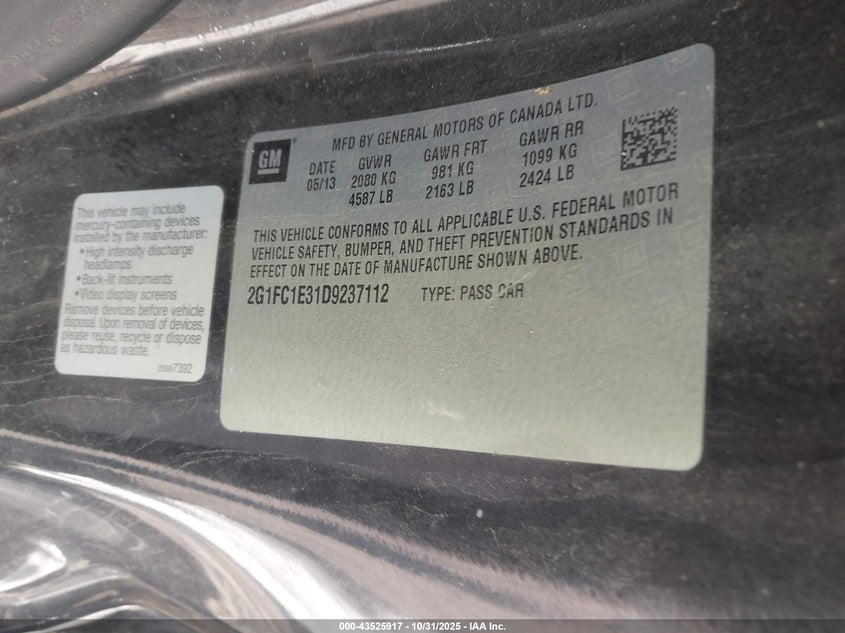 This vehicle may include
mercury-containing devices
installed by the manufacturer:
•High intensity discharge
headlamps
•Back-lit instruments
•Video display screens
Remove devices before vehicle
disposal. Upon removal of devices,
please reuse, recycle or dispose
as hazardous waste.
20887392
GM
MFD BY GENERAL MOTORS OF CANADA LTD.
DATE GVWR GAWR FRT GAWR RR
05/13 2080 KG 981 KG 1099 KG
4587 LB 2163 LB 2424 LB
THIS VEHICLE CONFORMS TO ALL APPLICABLE U.S. FEDERAL MOTOR
VEHICLE SAFETY, BUMPER, AND THEFT PREVENTION STANDARDS IN
EFFECT ON THE DATE OF MANUFACTURE SHOWN ABOVE.
2G1FC1E31D9237112 TYPE: PASS CAR
000-43525917 - 10/31/2025 - IAA Inc.